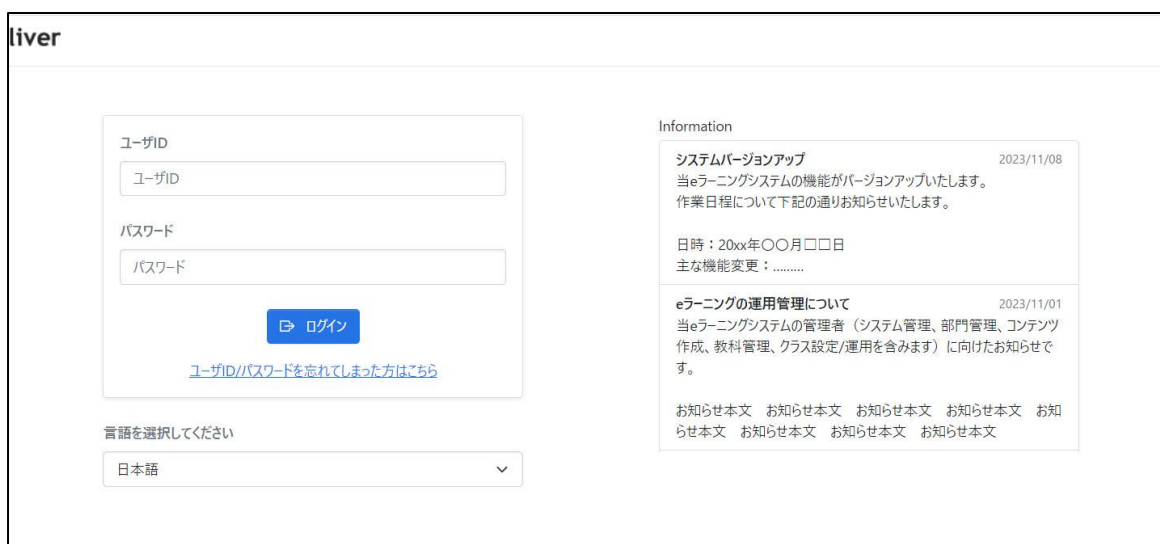 liver
ユーザID
ユーザID
パスワード
パスワード
ログイン
ユーザID/パスワードを忘れてしまった方はこちら
言語を選択してください
日本語
Information
システムバージョンアップ 2023/11/08
当eラーニングシステムの機能がバージョンアップいたします。
作業日程について下記の通りお知らせいたします。
日時：20xx年〇〇月□□日
主な機能変更：.........
eラーニングの運用管理について 2023/11/01
当eラーニングシステムの管理者（システム管理、部門管理、コンテンツ
作成、教科管理、クラス設定/運用を含みます）に向けたお知らせで
す。
お知らせ本文　お知らせ本文　お知らせ本文　お知らせ本文　お知
らせ本文　お知らせ本文　お知らせ本文　お知らせ本文